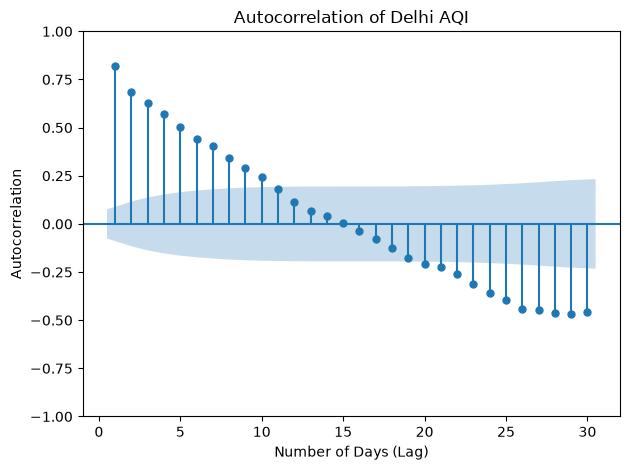 Autocorrelation of Delhi AQI
1.00
0.75
0.50
0.25
0.00
−0.25
−0.50
−0.75
−1.00
Autocorrelation
0 5 10 15 20 25 30
Number of Days (Lag)